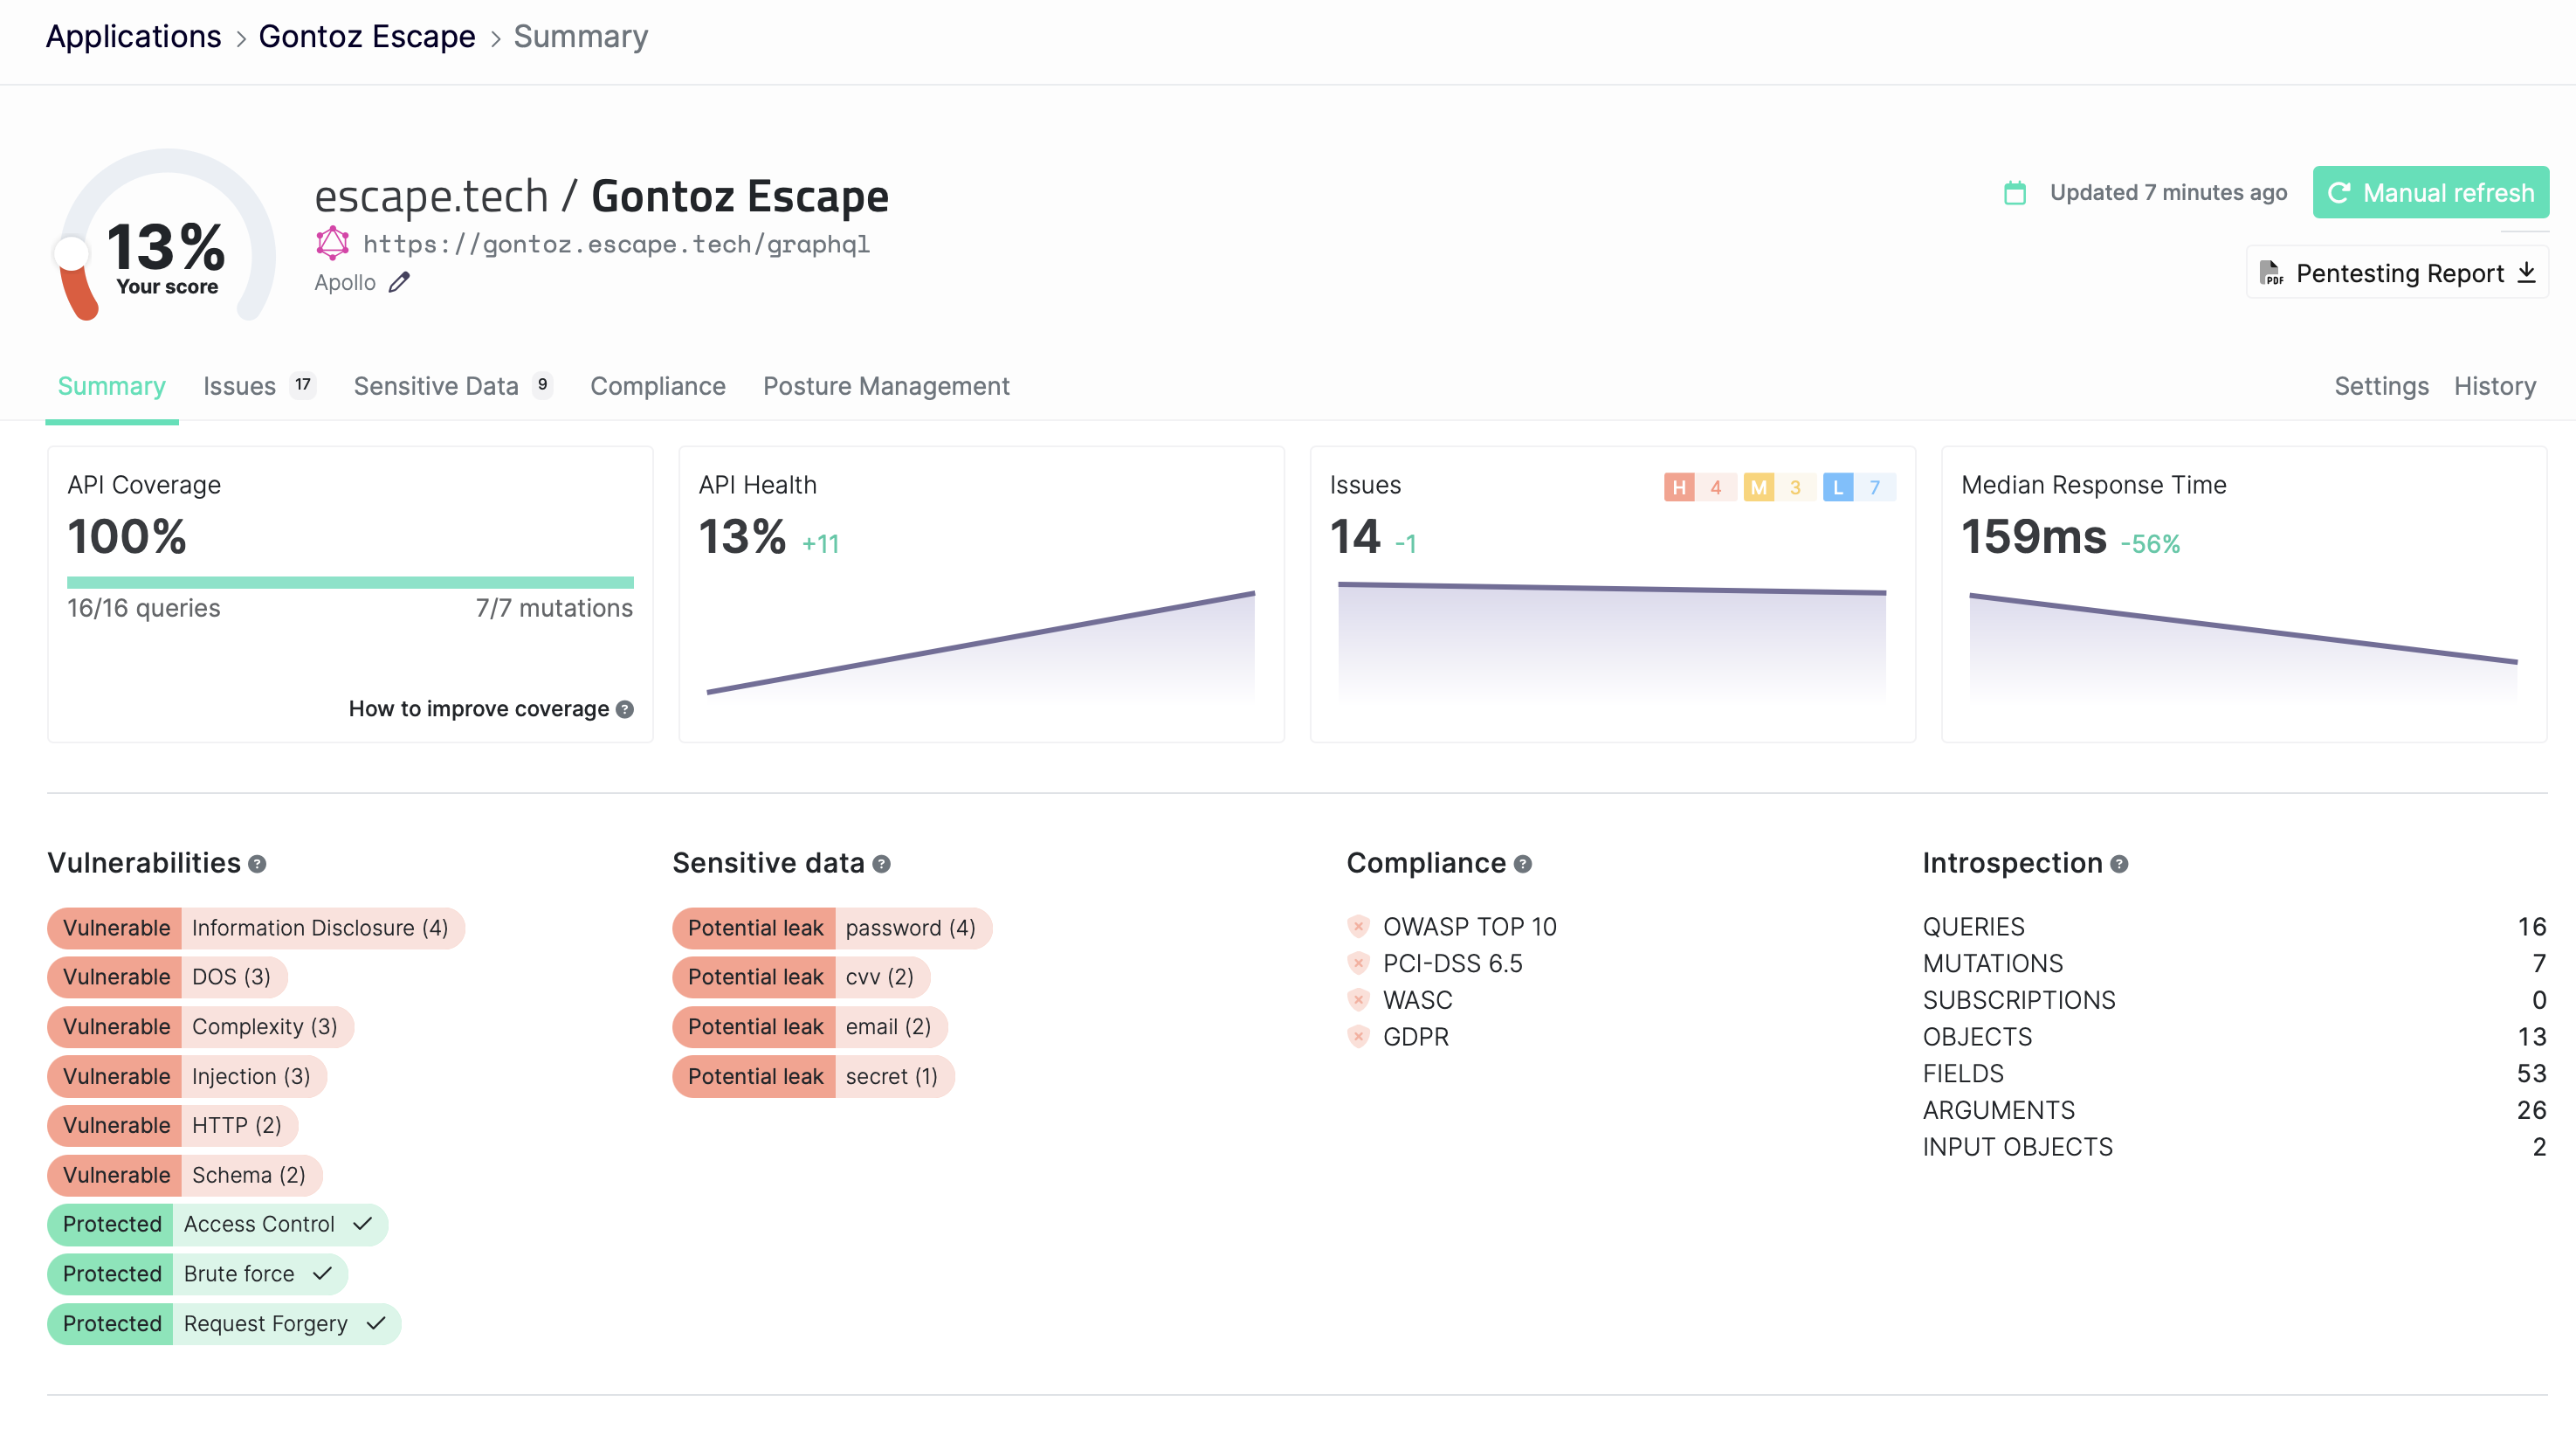 Applications > Gontoz Escape > Summary
13%
Your score
escape.tech / Gontoz Escape
https://gontoz.escape.tech/graphql
Apollo
Updated 7 minutes ago
Manual refresh
PDF Pentesting Report
Summary Issues 17 Sensitive Data 9 Compliance Posture Management Settings History
API Coverage
100%
16/16 queries 7/7 mutations
How to improve coverage ?
API Health
13% +11
Issues H 4 M 3 L 7
14 -1
Median Response Time
159ms -56%
Vulnerabilities ?
Vulnerable Information Disclosure (4)
Vulnerable DOS (3)
Vulnerable Complexity (3)
Vulnerable Injection (3)
Vulnerable HTTP (2)
Vulnerable Schema (2)
Protected Access Control
Protected Brute force
Protected Request Forgery
Sensitive data ?
Potential leak password (4)
Potential leak cvv (2)
Potential leak email (2)
Potential leak secret (1)
Compliance ?
OWASP TOP 10
PCI-DSS 6.5
WASC
GDPR
Introspection ?
QUERIES 16
MUTATIONS 7
SUBSCRIPTIONS 0
OBJECTS 13
FIELDS 53
ARGUMENTS 26
INPUT OBJECTS 2